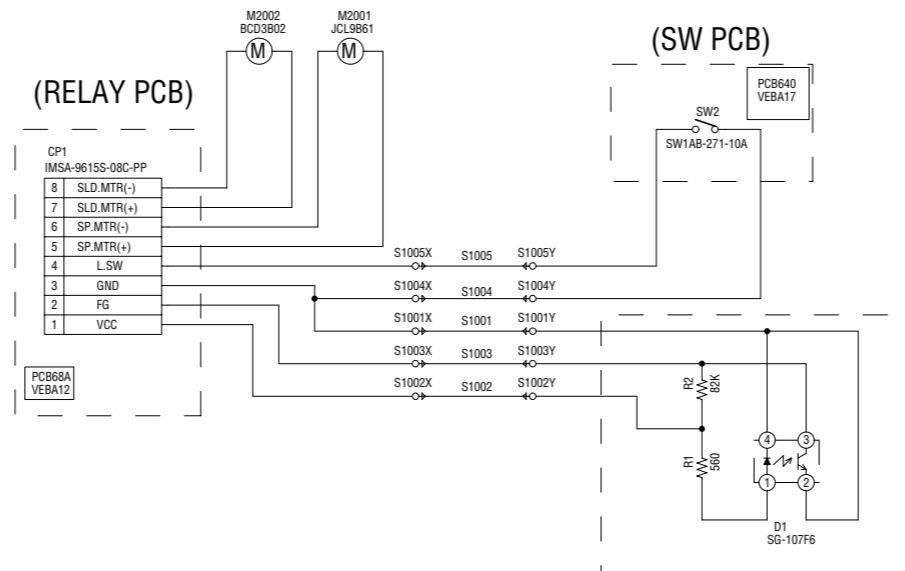 M2002
BCD3B02
M
M2001
JCL9B61
M
(RELAY PCB)
CP1
IMSA-9615S-08C-PP
8 SLD.MTR(-)
7 SLD.MTR(+)
6 SP.MTR(-)
5 SP.MTR(+)
4 L.SW
3 GND
2 FG
1 VCC
PCB68A
VEBA12
(SW PCB)
PCB640
VEBA17
SW2
SW1AB-271-10A
S1005X S1005 S1005Y
S1004X S1004 S1004Y
S1001X S1001 S1001Y
S1003X S1003 S1003Y
S1002X S1002 S1002Y
R2
82K
R1
560
4 3
1 2
D1
SG-107F6